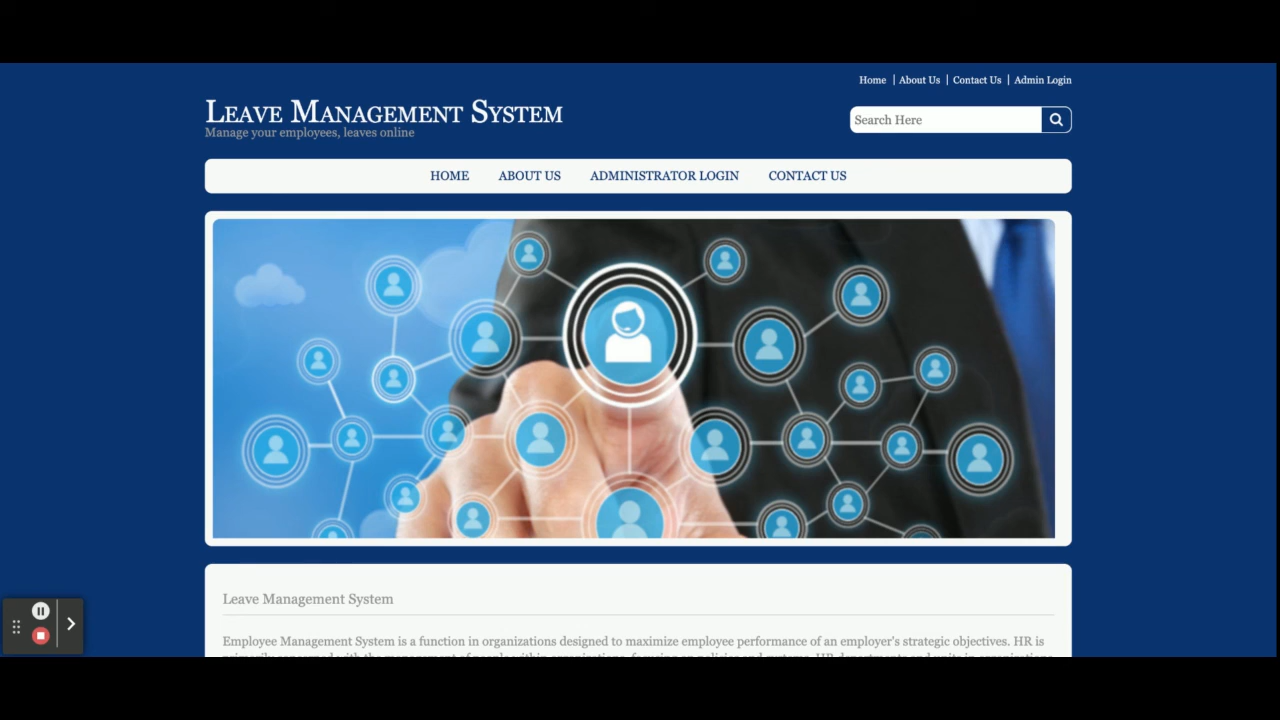 Home | About Us | Contact Us | Admin Login
Leave Management System
Manage your employees, leaves online
Search Here
HOME ABOUT US ADMINISTRATOR LOGIN CONTACT US
Leave Management System
Employee Management System is a function in organizations designed to maximize employee performance of an employer's strategic objectives. HR is